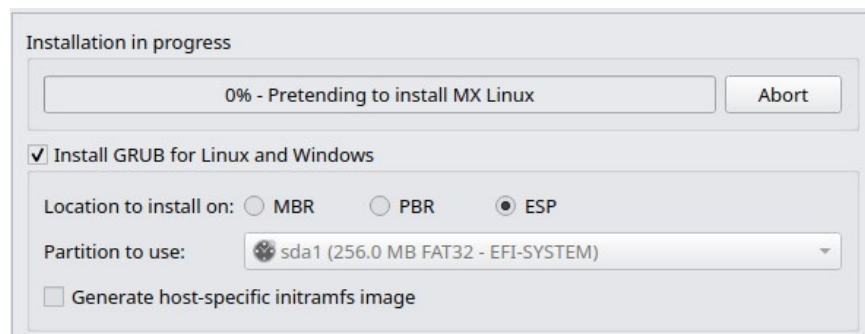 Installation in progress
0% - Pretending to install MX Linux Abort
Install GRUB for Linux and Windows
Location to install on: MBR PBR ESP
Partition to use: sda1 (256.0 MB FAT32 - EFI-SYSTEM)
Generate host-specific initramfs image